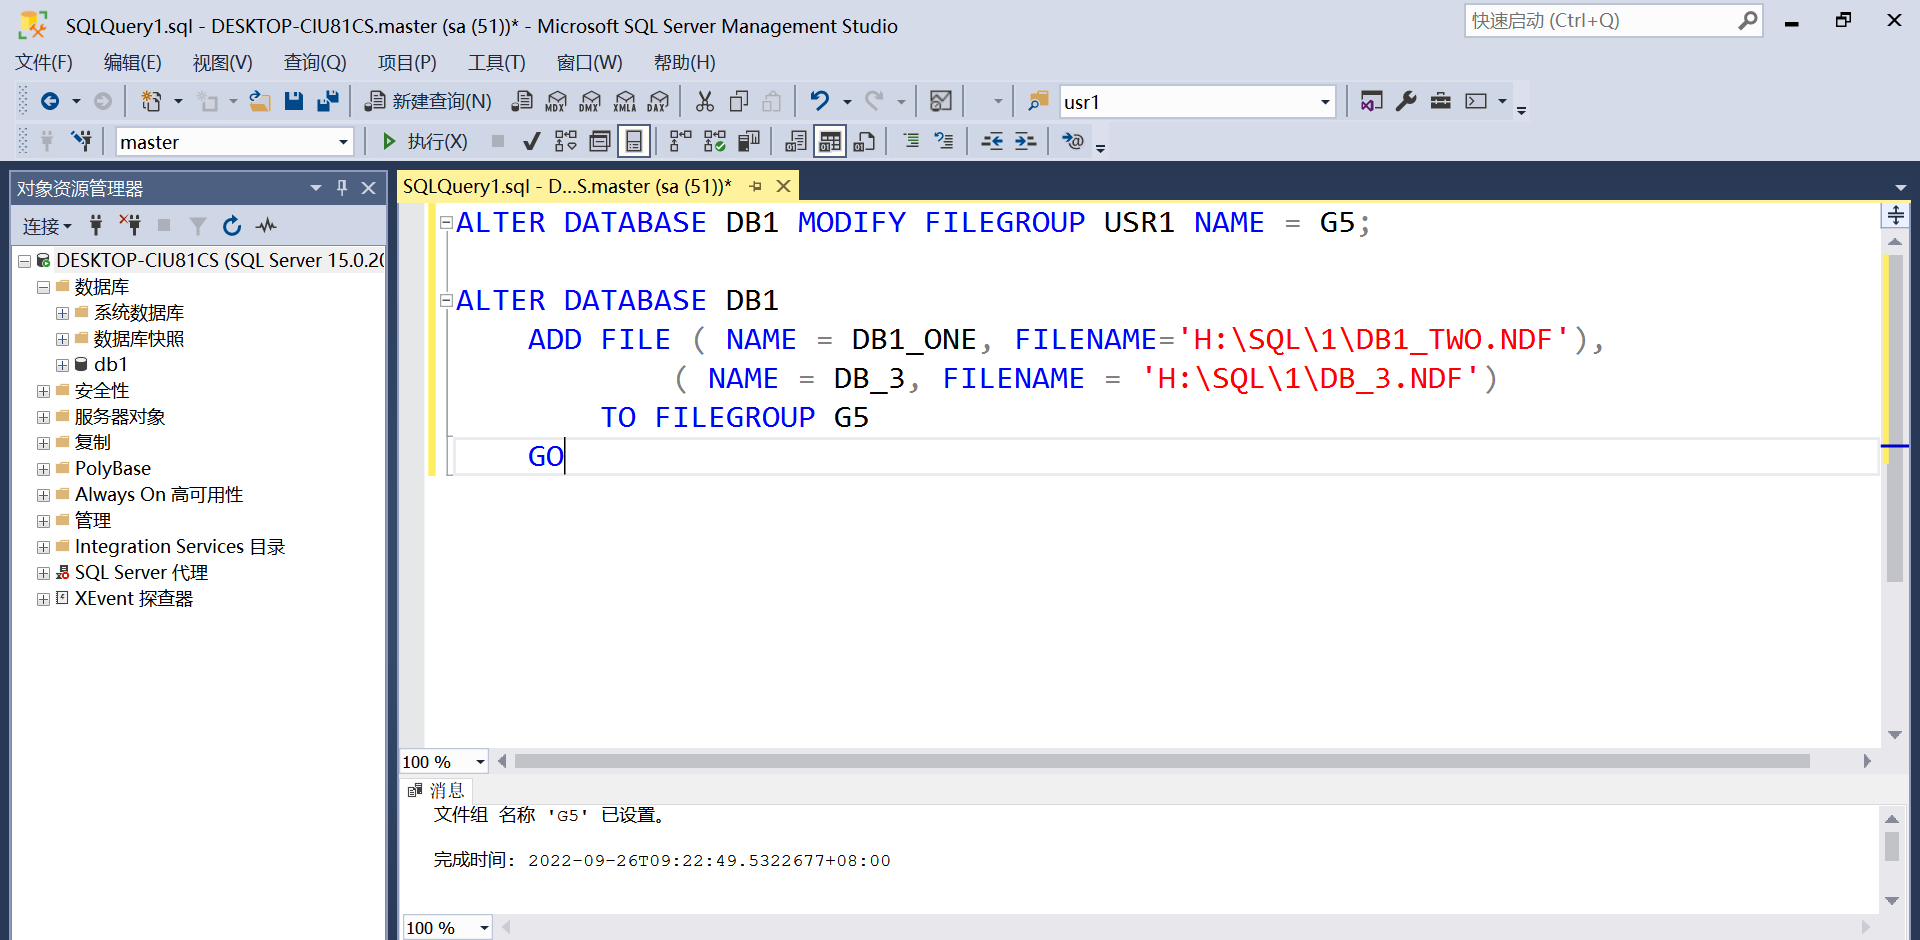 SQLQuery1.sql - DESKTOP-CIU81CS.master (sa (51))* - Microsoft SQL Server Management Studio
快速启动 (Ctrl+Q)
文件(F) 编辑(E) 视图(V) 查询(Q) 项目(P) 工具(T) 窗口(W) 帮助(H)
新建查询(N) MDX DMX XMLA DAX usr1
master 执行(X)
对象资源管理器
连接
DESKTOP-CIU81CS (SQL Server 15.0.20
数据库
系统数据库
数据库快照
db1
安全性
服务器对象
复制
PolyBase
Always On 高可用性
管理
Integration Services 目录
SQL Server 代理
XEvent 探查器
SQLQuery1.sql - D...S.master (sa (51))*
ALTER DATABASE DB1 MODIFY FILEGROUP USR1 NAME = G5;
ALTER DATABASE DB1
ADD FILE ( NAME = DB1_ONE, FILENAME='H:\SQL\1\DB1_TWO.NDF'),
( NAME = DB_3, FILENAME = 'H:\SQL\1\DB_3.NDF')
TO FILEGROUP G5
GO
100 %
消息
文件组 名称 'G5' 已设置。
完成时间: 2022-09-26T09:22:49.5322677+08:00
100 %